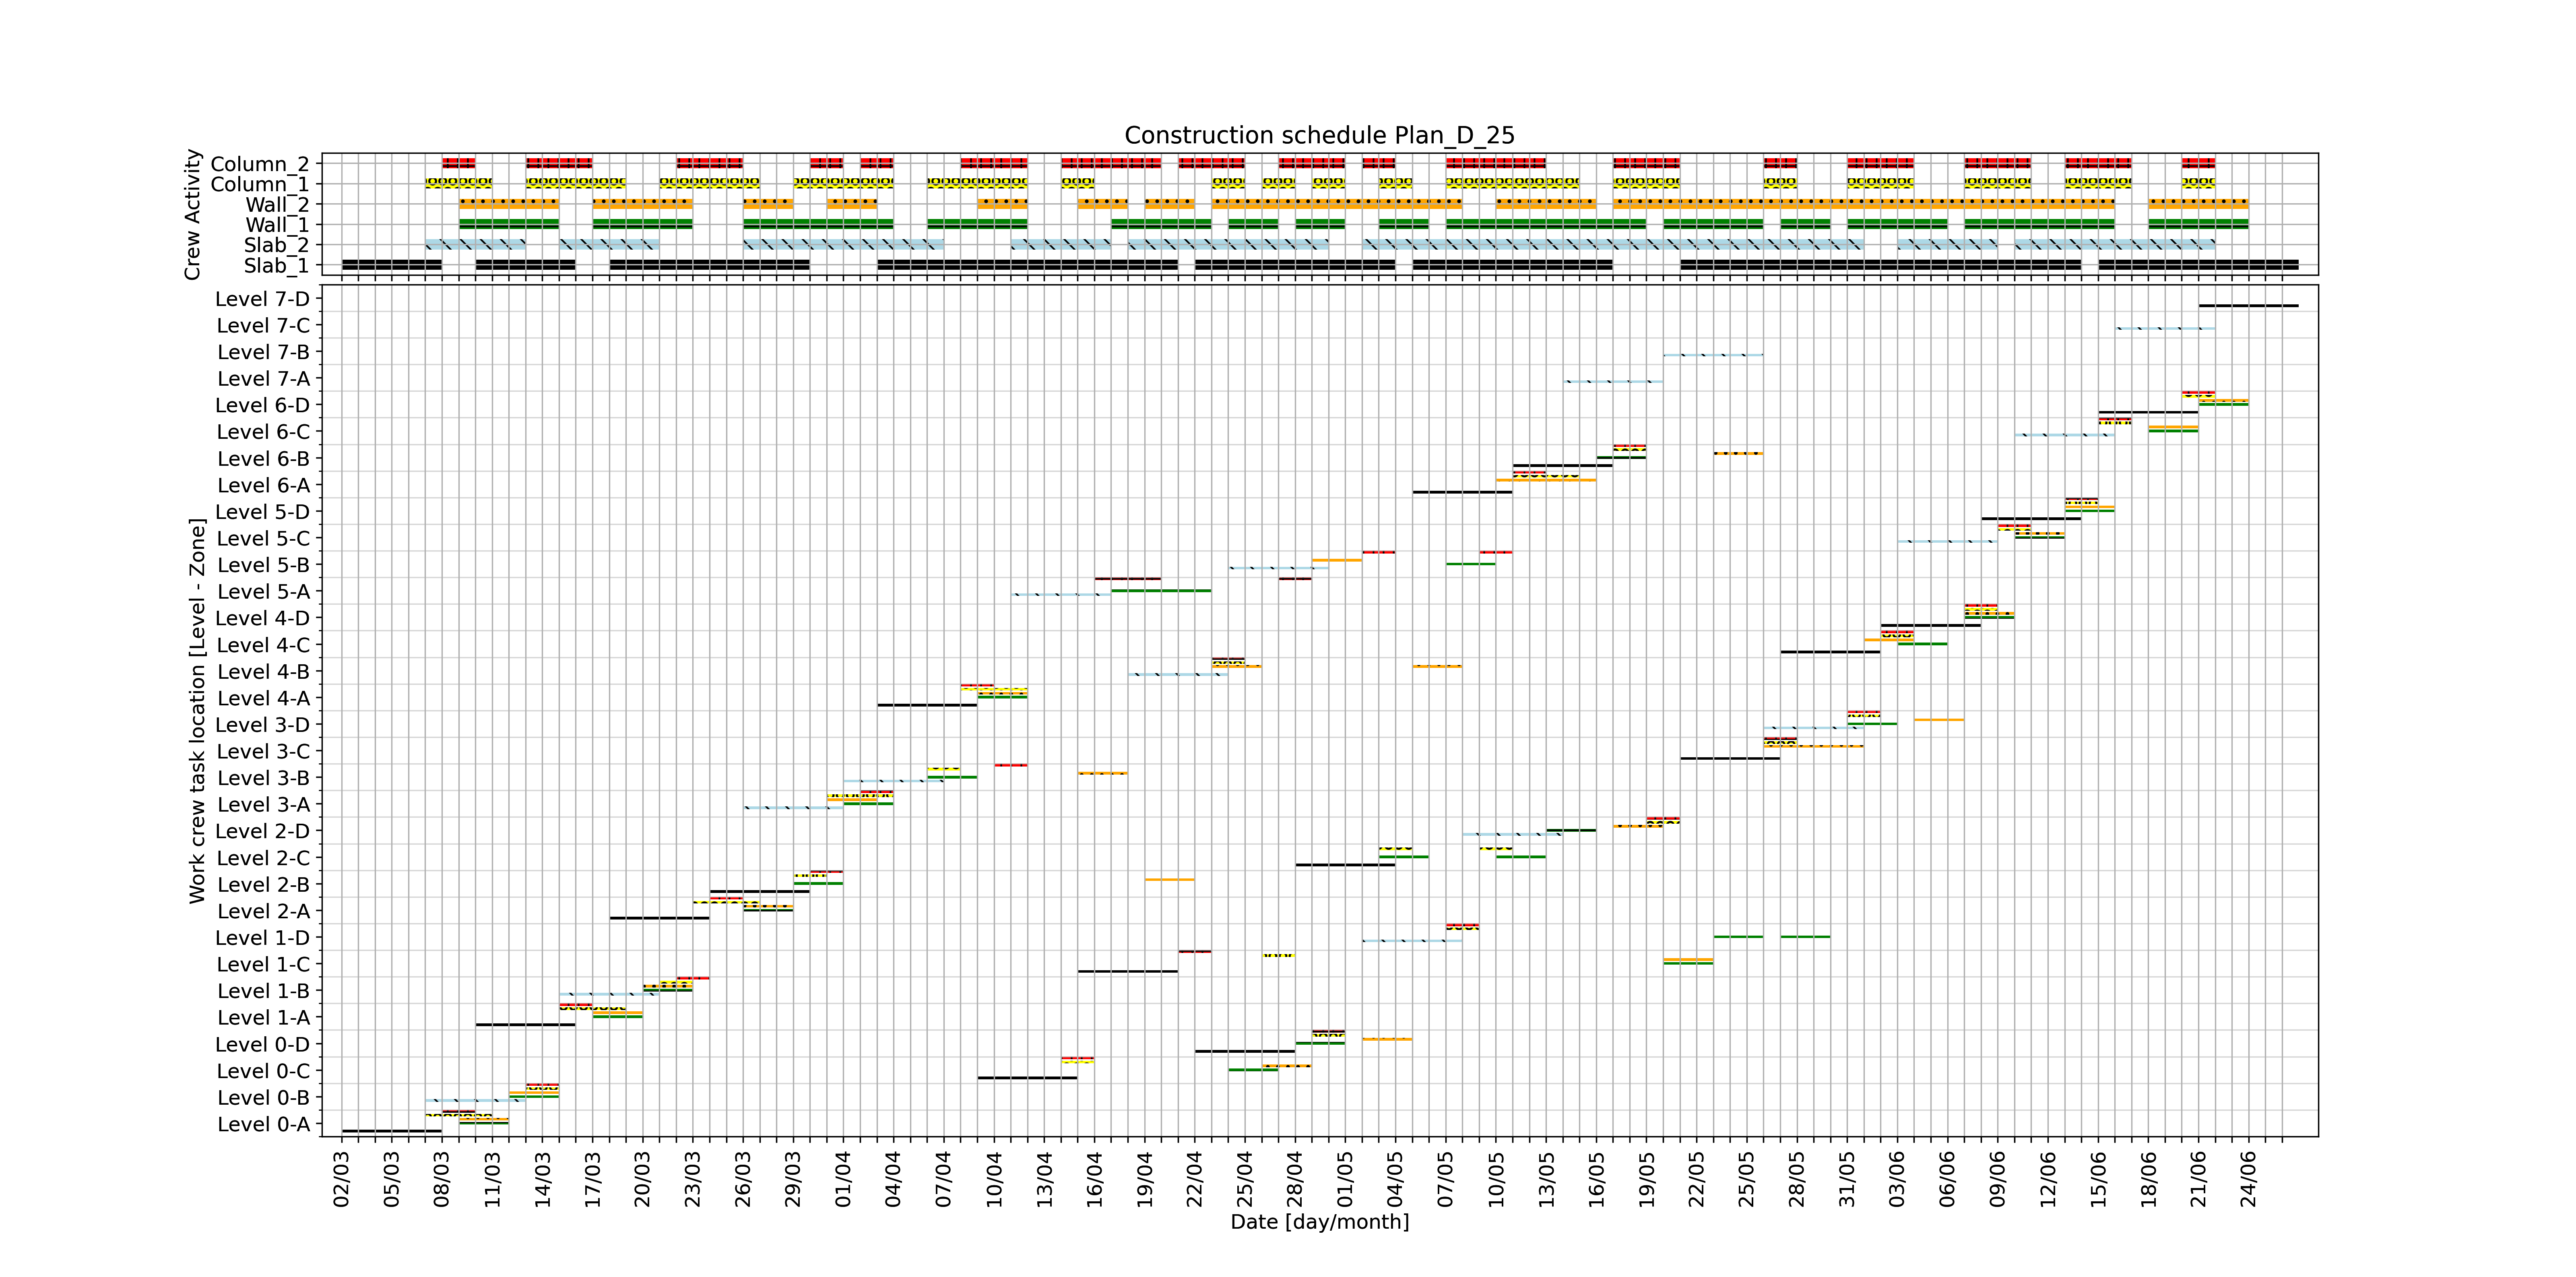 Construction schedule Plan_D_25
Crew Activity
Column_2
Column_1
Wall_2
Wall_1
Slab_2
Slab_1
Work crew task location [Level - Zone]
Level 7-D
Level 7-C
Level 7-B
Level 7-A
Level 6-D
Level 6-C
Level 6-B
Level 6-A
Level 5-D
Level 5-C
Level 5-B
Level 5-A
Level 4-D
Level 4-C
Level 4-B
Level 4-A
Level 3-D
Level 3-C
Level 3-B
Level 3-A
Level 2-D
Level 2-C
Level 2-B
Level 2-A
Level 1-D
Level 1-C
Level 1-B
Level 1-A
Level 0-D
Level 0-C
Level 0-B
Level 0-A
02/03 05/03 08/03 11/03 14/03 17/03 20/03 23/03 26/03 29/03 01/04 04/04 07/04 10/04 13/04 16/04 19/04 22/04 25/04 28/04 01/05 04/05 07/05 10/05 13/05 16/05 19/05 22/05 25/05 28/05 31/05 03/06 06/06 09/06 12/06 15/06 18/06 21/06 24/06
Date [day/month]